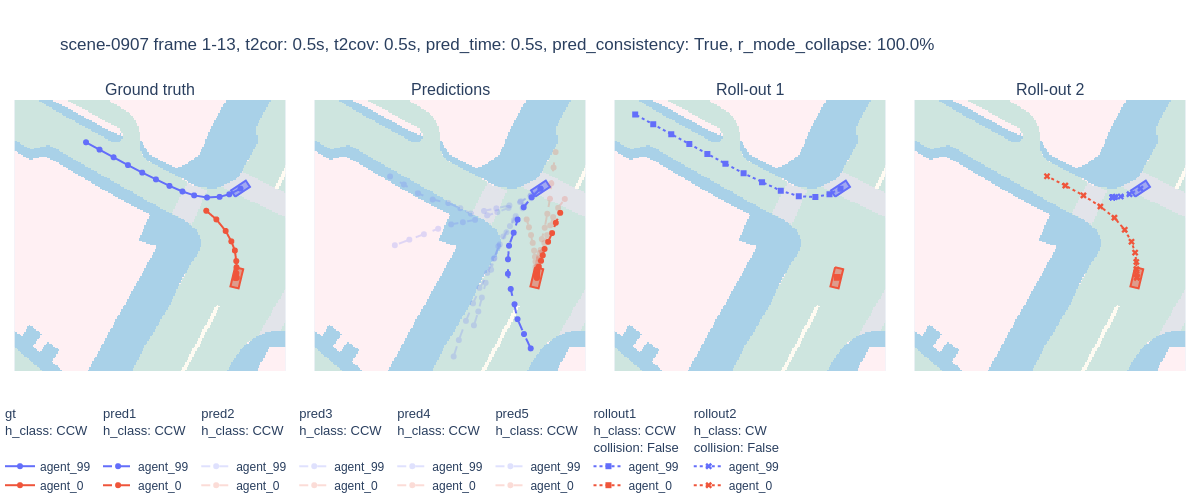 scene-0907 frame 1-13, t2cor: 0.5s, t2cov: 0.5s, pred_time: 0.5s, pred_consistency: True, r_mode_collapse: 100.0%
Ground truth Predictions Roll-out 1 Roll-out 2
gt pred1 pred2 pred3 pred4 pred5 rollout1 rollout2
h_class: CCW h_class: CCW h_class: CCW h_class: CCW h_class: CCW h_class: CCW h_class: CCW h_class: CW
collision: False collision: False
agent_99 agent_99 agent_99 agent_99 agent_99 agent_99 agent_99 agent_99
agent_0 agent_0 agent_0 agent_0 agent_0 agent_0 agent_0 agent_0